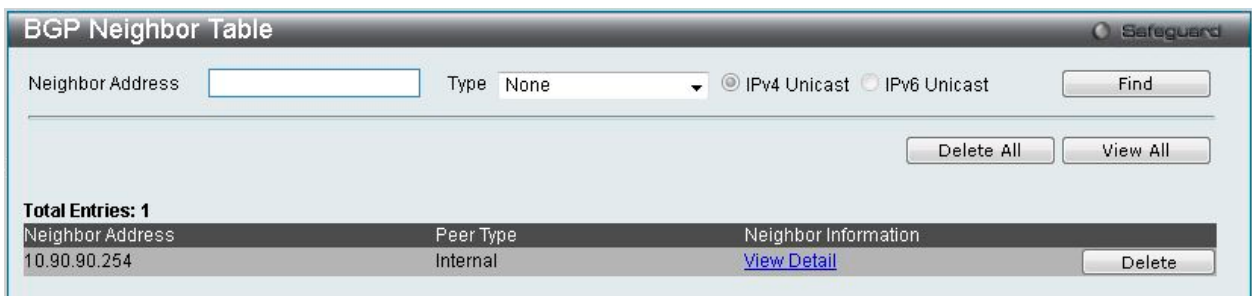 BGP Neighbor Table Safeguard
Neighbor Address Type None IPv4 Unicast IPv6 Unicast Find
Delete All View All
Total Entries: 1
Neighbor Address Peer Type Neighbor Information
10.90.90.254 Internal View Detail Delete